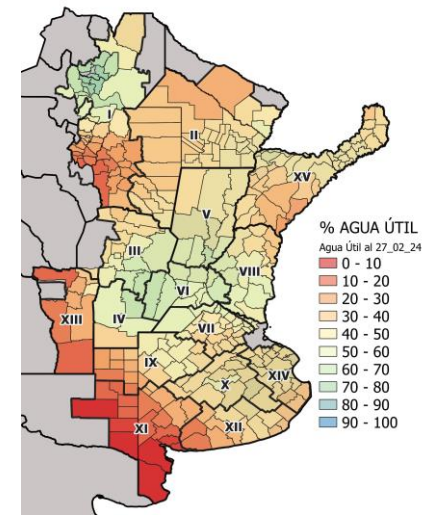 I
II
XV
V
III
VIII
VI
XIII
IV
VII
IX
XIV
X
XI
XII
% AGUA ÚTIL
Agua Útil al 27_02_24
0 - 10
10 - 20
20 - 30
30 - 40
40 - 50
50 - 60
60 - 70
70 - 80
80 - 90
90 - 100